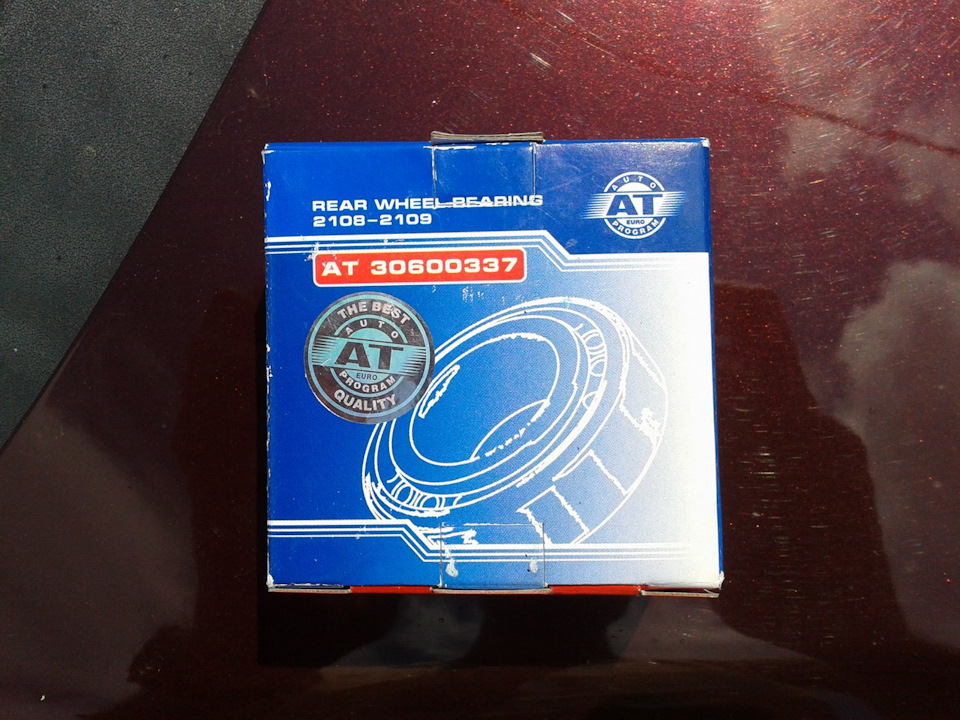 REAR WHEEL BEARING
2108-2109
AUTO
AT
EURO
PROGRAM
AT 30600337
THE BEST
AUTO
AT
EURO
PROGRAM
QUALITY